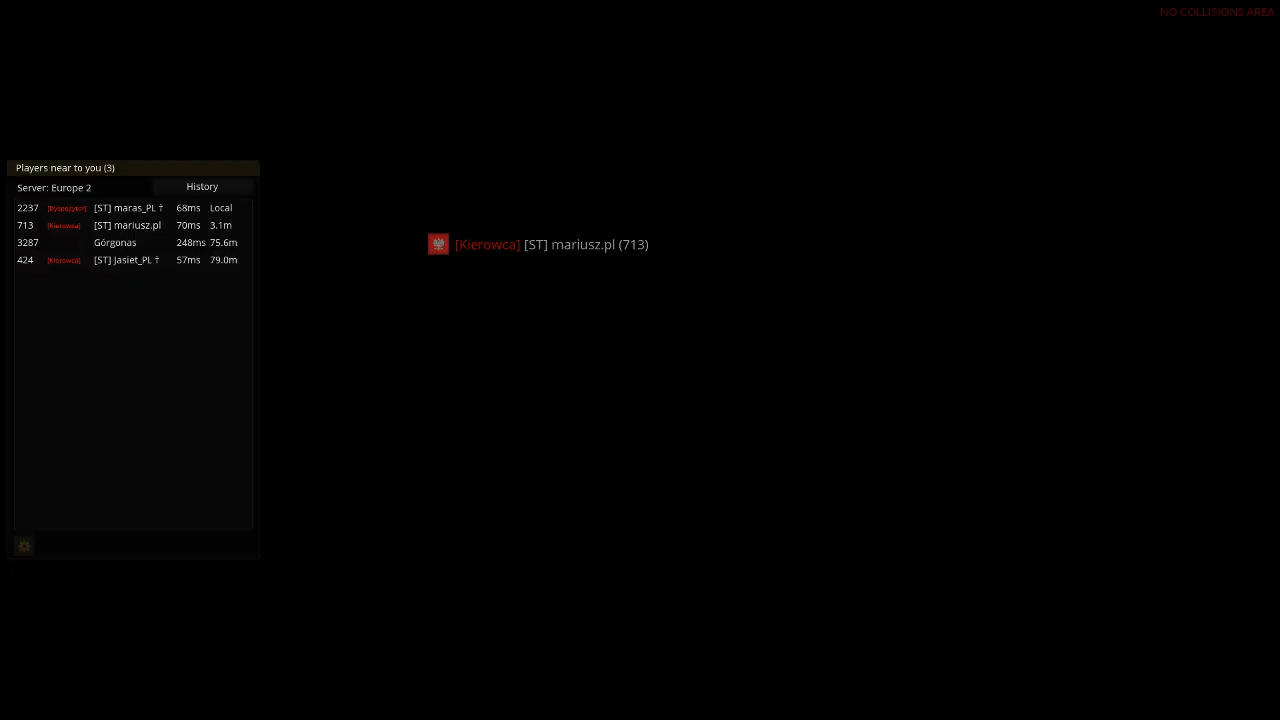 NO COLLISIONS AREA
Players near to you (3)
Server: Europe 2 History
2237 [Dyspozytor] [ST] maras_PL † 68ms Local
713 [Kierowca] [ST] mariusz.pl 70ms 3.1m
3287 Górgonas 248ms 75.6m
424 [Kierowca] [ST] Jasiet_PL † 57ms 79.0m
[Kierowca] [ST] mariusz.pl (713)